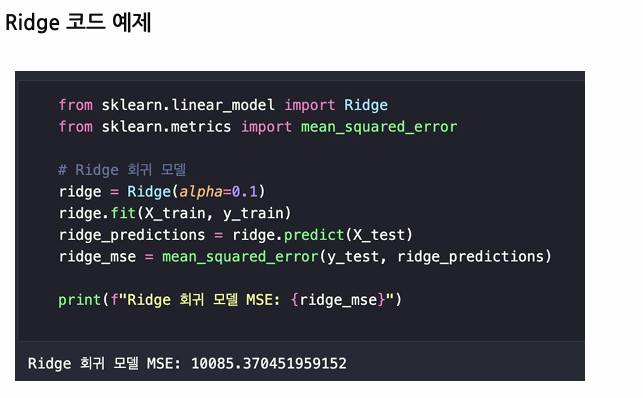 Ridge 코드 예제
from sklearn.linear_model import Ridge
from sklearn.metrics import mean_squared_error
# Ridge 회귀 모델
ridge = Ridge(alpha=0.1)
ridge.fit(X_train, y_train)
ridge_predictions = ridge.predict(X_test)
ridge_mse = mean_squared_error(y_test, ridge_predictions)
print(f"Ridge 회귀 모델 MSE: {ridge_mse}")
Ridge 회귀 모델 MSE: 10085.370451959152